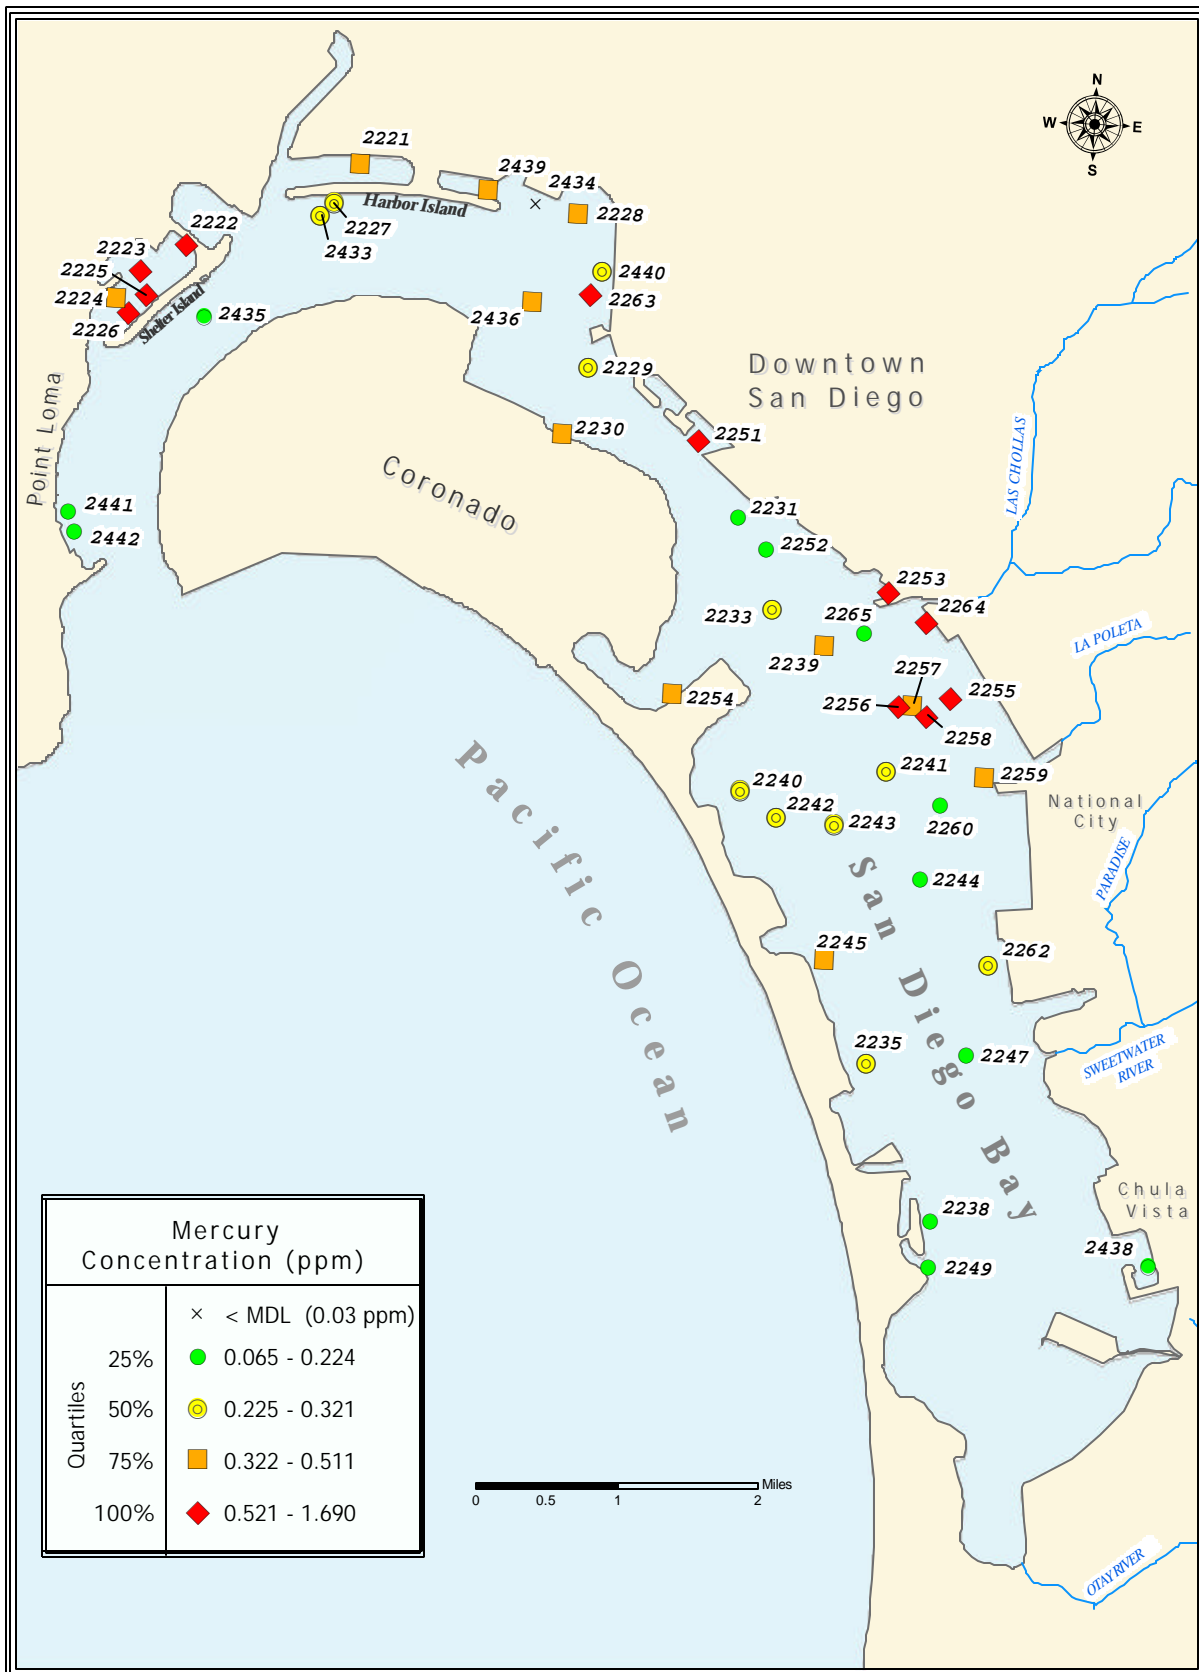 N
W
E
S
2221
2439
2434
2228
Harbor Island
2227
2433
2222
2223
2225
2224
2226
Shelter Island
2435
2440
2263
2436
2229
Downtown
San Diego
2230
2251
Point Loma
Coronado
LAS CHOLLAS
2441
2442
2231
2252
2253
2264
2233
2265
2239
LA POLETA
2257
2255
2254
2256
2258
2241
2259
2240
2242
2243
2260
National
City
Pacific Ocean
San Diego Bay
2244
PARADISE
2245
2262
2235
2247
SWEETWATER
RIVER
Chula
Vista
2238
2249
2438
Mercury
Concentration (ppm)
× < MDL (0.03 ppm)
Quartiles
25% 0.065 - 0.224
50% 0.225 - 0.321
75% 0.322 - 0.511
100% 0.521 - 1.690
Miles
0 0.5 1 2
OTAY RIVER